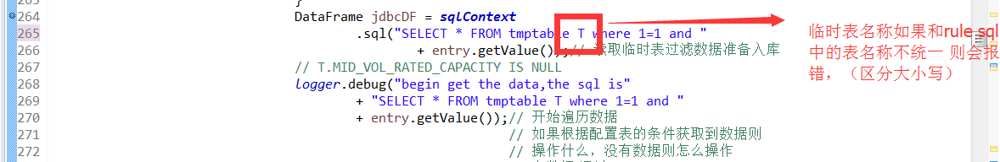 264 DataFrame jdbcDF = sqlContext
265 .sql("SELECT * FROM tmptable T where 1=1 and "
266 + entry.getValue());// 读取临时表过滤数据准备入库
267 // T.MID_VOL_RATED_CAPACITY IS NULL
268 logger.debug("begin get the data,the sql is"
269 + "SELECT * FROM tmptable T where 1=1 and "
270 + entry.getValue());// 开始遍历数据
271 // 如果根据配置表的条件获取到数据则
272 // 操作什么，没有数据则怎么操作
临时表名称如果和rule sql
中的表名称不统一 则会报
错，（区分大小写）